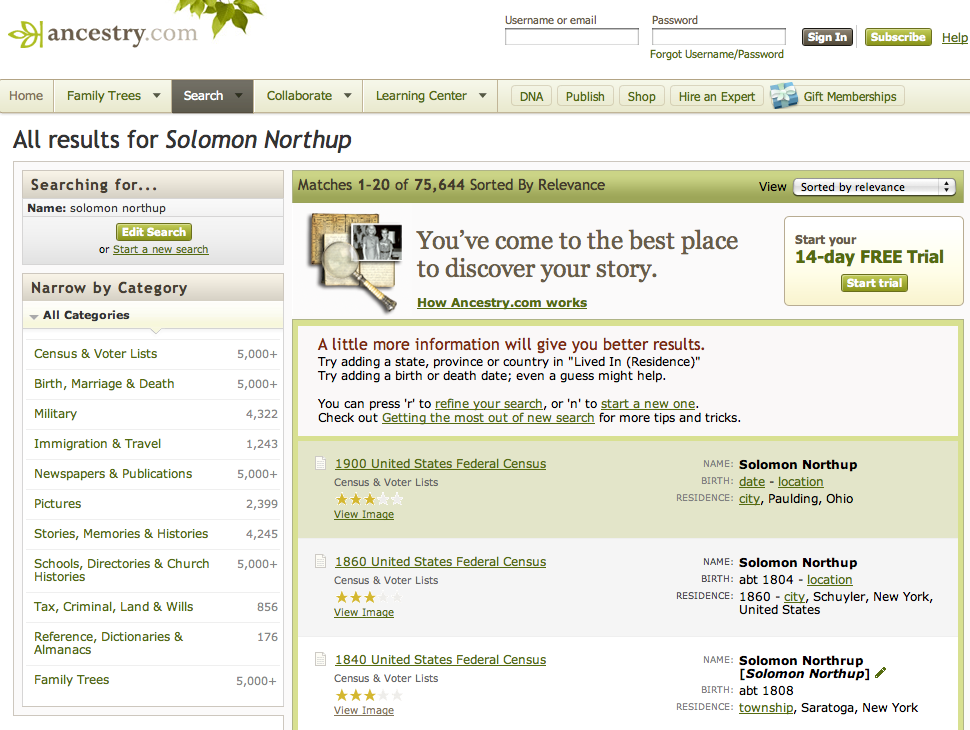 ancestry.com
Username or email
Password
Sign In
Subscribe
Help
Forgot Username/Password
Home
Family Trees
Search
Collaborate
Learning Center
DNA
Publish
Shop
Hire an Expert
Gift Memberships
All results for Solomon Northup
Searching for...
Name: solomon northup
Edit Search
or Start a new search
Narrow by Category
All Categories
Census & Voter Lists 5,000+
Birth, Marriage & Death 5,000+
Military 4,322
Immigration & Travel 1,243
Newspapers & Publications 5,000+
Pictures 2,399
Stories, Memories & Histories 4,245
Schools, Directories & Church 5,000+
Histories
Tax, Criminal, Land & Wills 856
Reference, Dictionaries & 176
Almanacs
Family Trees 5,000+
Matches 1–20 of 75,644 Sorted By Relevance
View Sorted by relevance
You've come to the best place
to discover your story.
How Ancestry.com works
Start your
14-day FREE Trial
Start trial
A little more information will give you better results.
Try adding a state, province or country in "Lived In (Residence)"
Try adding a birth or death date; even a guess might help.
You can press 'r' to refine your search, or 'n' to start a new one.
Check out Getting the most out of new search for more tips and tricks.
1900 United States Federal Census
Census & Voter Lists
View Image
NAME: Solomon Northup
BIRTH: date - location
RESIDENCE: city, Paulding, Ohio
1860 United States Federal Census
Census & Voter Lists
View Image
NAME: Solomon Northup
BIRTH: abt 1804 - location
RESIDENCE: 1860 - city, Schuyler, New York,
United States
1840 United States Federal Census
Census & Voter Lists
View Image
NAME: Solomon Northrup
[Solomon Northup]
BIRTH: abt 1808
RESIDENCE: township, Saratoga, New York